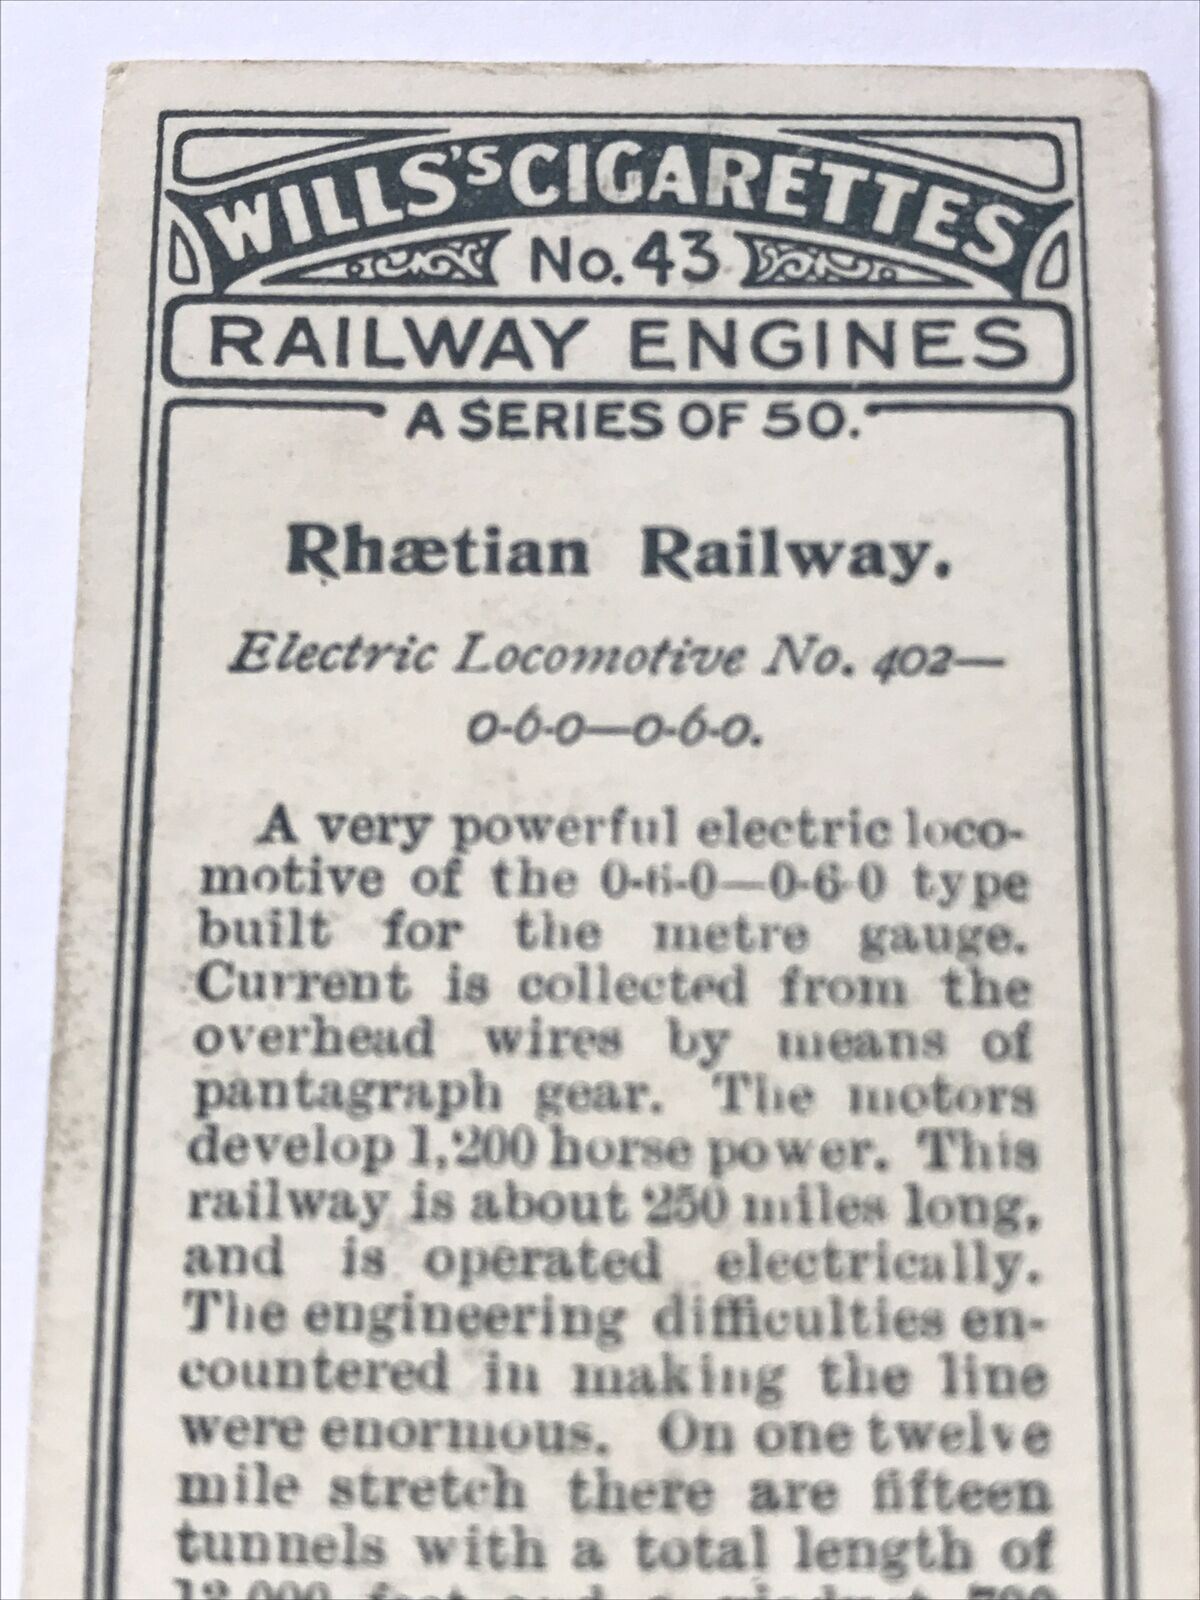 WILLS'S CIGARETTES
No. 43
RAILWAY ENGINES
A SERIES OF 50.
Rhætian Railway.
Electric Locomotive No. 402—
0-6-0—0-6-0.
A very powerful electric loco-
motive of the 0-6-0—0-6-0 type
built for the metre gauge.
Current is collected from the
overhead wires by means of
pantagraph gear. The motors
develop 1,200 horse power. This
railway is about 250 miles long,
and is operated electrically.
The engineering difficulties en-
countered in making the line
were enormous. On one twelve
mile stretch there are fifteen
tunnels with a total length of